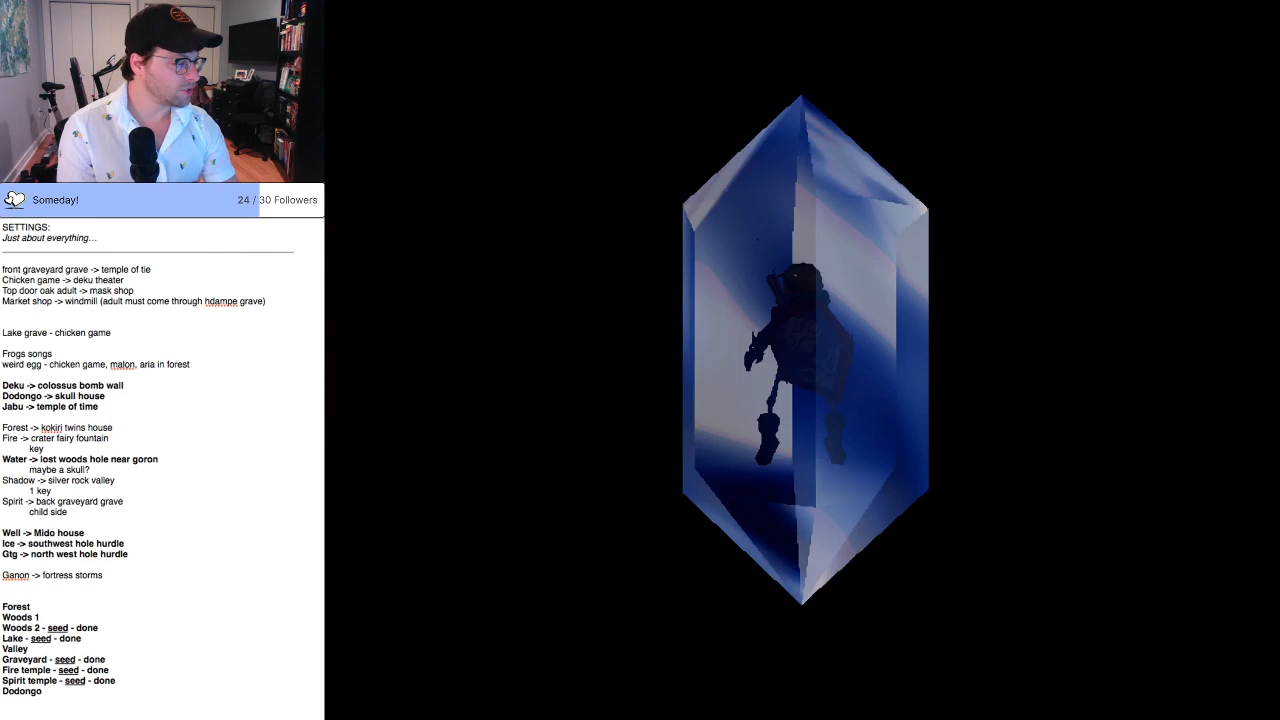 Someday!
24 / 30 Followers
SETTINGS:
Just about everything…
front graveyard grave -> temple of tie
Chicken game -> deku theater
Top door oak adult -> mask shop
Market shop -> windmill (adult must come through hdampe grave)
Lake grave - chicken game
Frogs songs
weird egg - chicken game, malon, aria in forest
Deku -> colossus bomb wall
Dodongo -> skull house
Jabu -> temple of time
Forest -> kokiri twins house
Fire -> crater fairy fountain
key
Water -> lost woods hole near goron
maybe a skull?
Shadow -> silver rock valley
1 key
Spirit -> back graveyard grave
child side
Well -> Mido house
Ice -> southwest hole hurdle
Gtg -> north west hole hurdle
Ganon -> fortress storms
Forest
Woods 1
Woods 2 - seed - done
Lake - seed - done
Valley
Graveyard - seed - done
Fire temple - seed - done
Spirit temple - seed - done
Dodongo